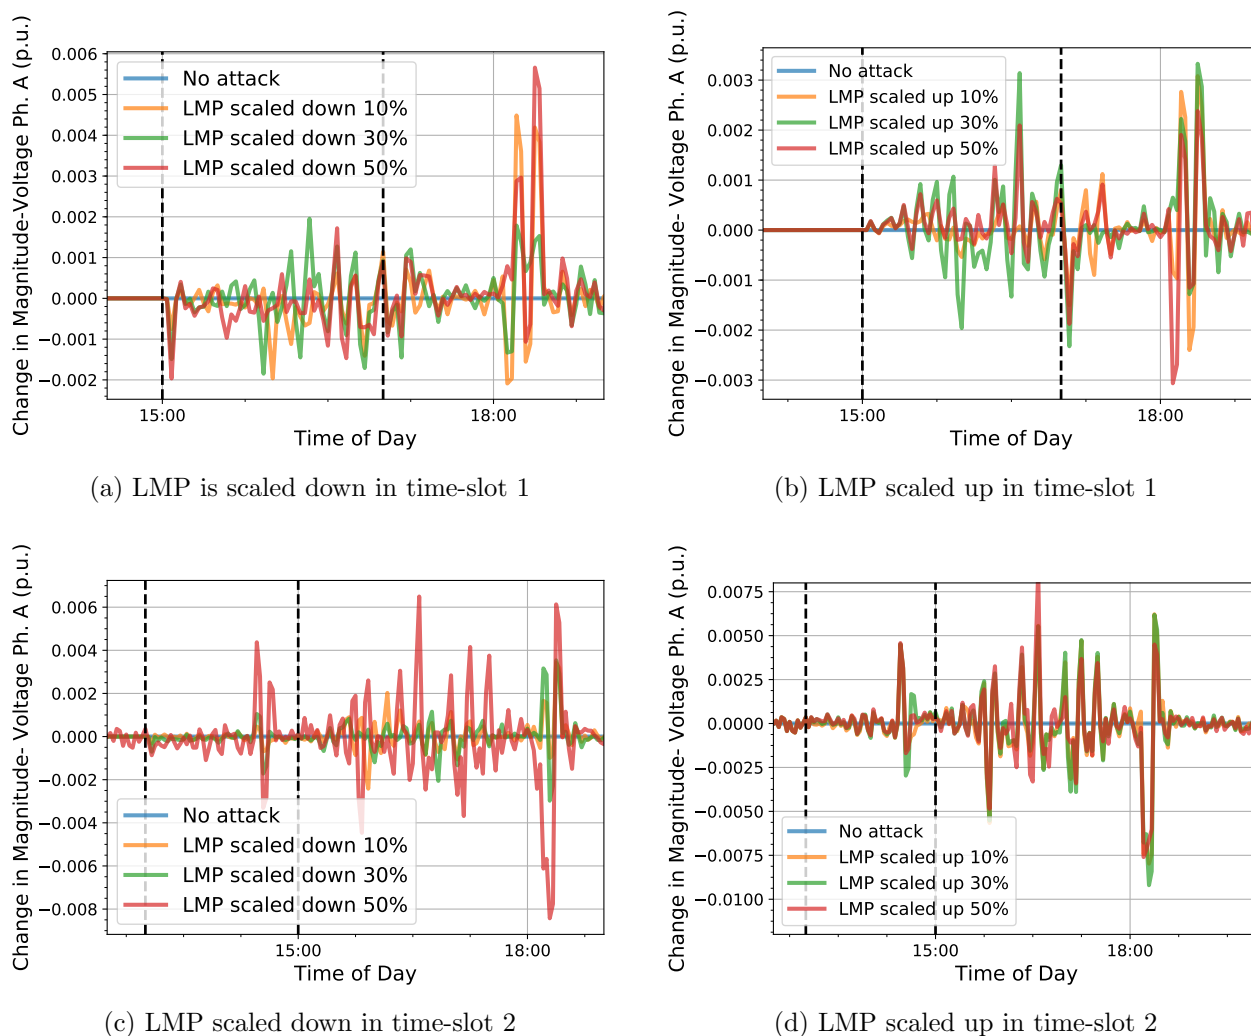 Change in Magnitude-Voltage Ph. A (p.u.)
0.006
0.005
0.004
0.003
0.002
0.001
0.000
−0.001
−0.002
No attack
LMP scaled down 10%
LMP scaled down 30%
LMP scaled down 50%
15:00
18:00
Time of Day
(a) LMP is scaled down in time-slot 1
Change in Magnitude- Voltage Ph. A (p.u.)
0.003
0.002
0.001
0.000
−0.001
−0.002
−0.003
No attack
LMP scaled up 10%
LMP scaled up 30%
LMP scaled up 50%
15:00
18:00
Time of Day
(b) LMP scaled up in time-slot 1
Change in Magnitude- Voltage Ph. A (p.u.)
0.006
0.004
0.002
0.000
−0.002
−0.004
−0.006
−0.008
No attack
LMP scaled down 10%
LMP scaled down 30%
LMP scaled down 50%
15:00
18:00
Time of Day
(c) LMP scaled down in time-slot 2
Change in Magnitude- Voltage Ph. A (p.u.)
0.0075
0.0050
0.0025
0.0000
−0.0025
−0.0050
−0.0075
−0.0100
No attack
LMP scaled up 10%
LMP scaled up 30%
LMP scaled up 50%
15:00
18:00
Time of Day
(d) LMP scaled up in time-slot 2